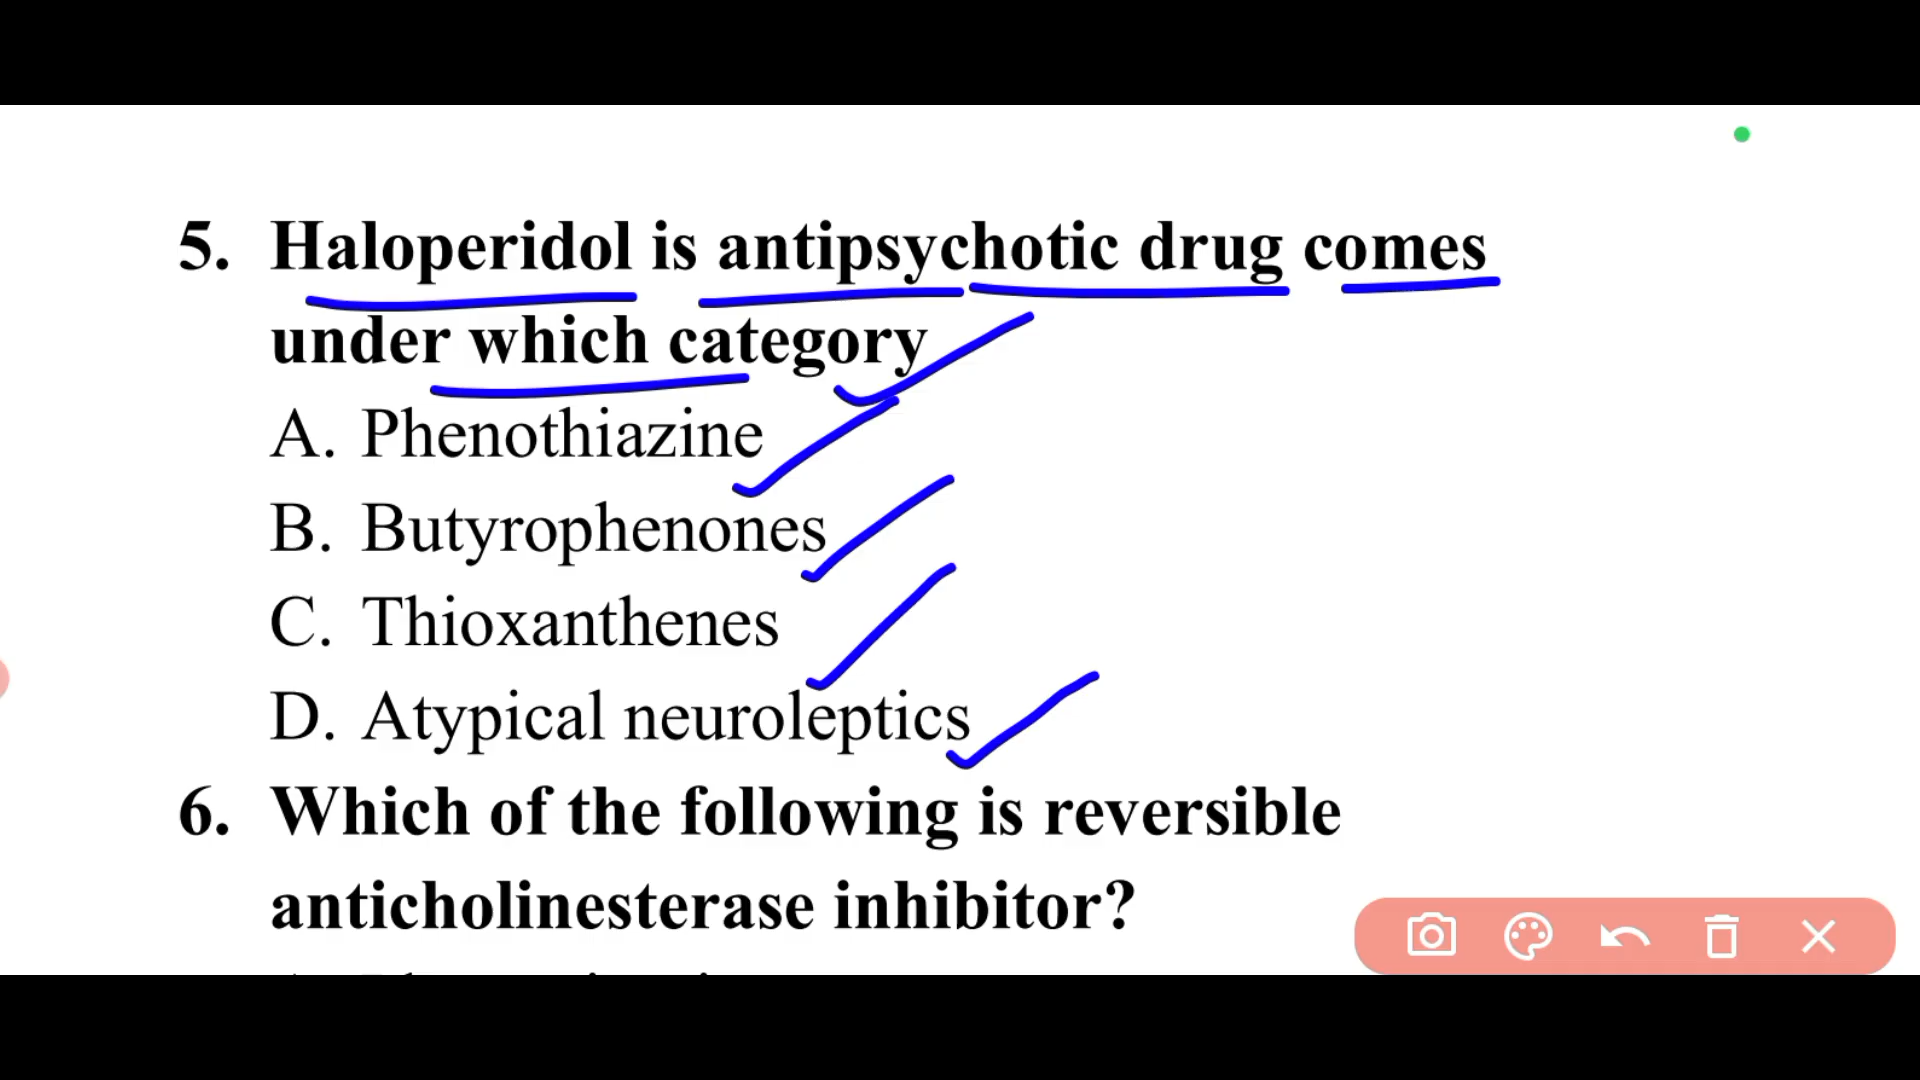 5. Haloperidol is antipsychotic drug comes
under which category
A. Phenothiazine
B. Butyrophenones
C. Thioxanthenes
D. Atypical neuroleptics
6. Which of the following is reversible
anticholinesterase inhibitor?